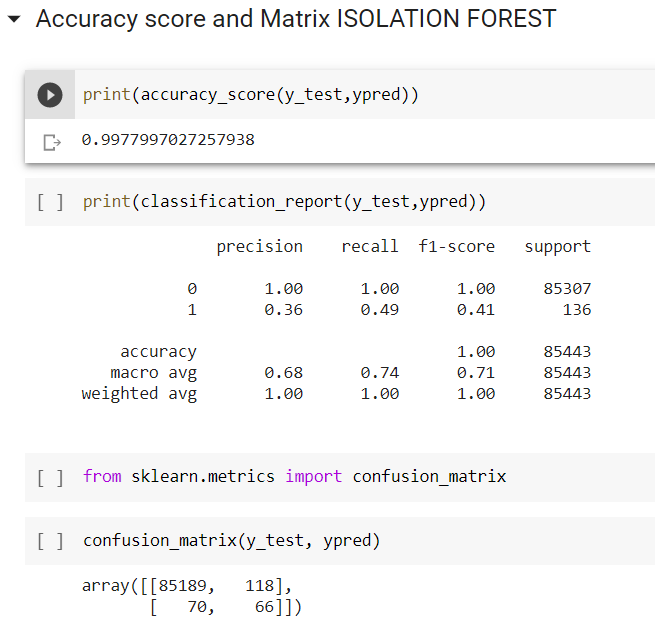 Accuracy score and Matrix ISOLATION FOREST
print(accuracy_score(y_test,ypred))
0.9977997027257938
[ ] print(classification_report(y_test,ypred))
precision recall f1-score support
0 1.00 1.00 1.00 85307
1 0.36 0.49 0.41 136
accuracy 1.00 85443
macro avg 0.68 0.74 0.71 85443
weighted avg 1.00 1.00 1.00 85443
[ ] from sklearn.metrics import confusion_matrix
[ ] confusion_matrix(y_test, ypred)
array([[85189, 118],
[ 70, 66]])